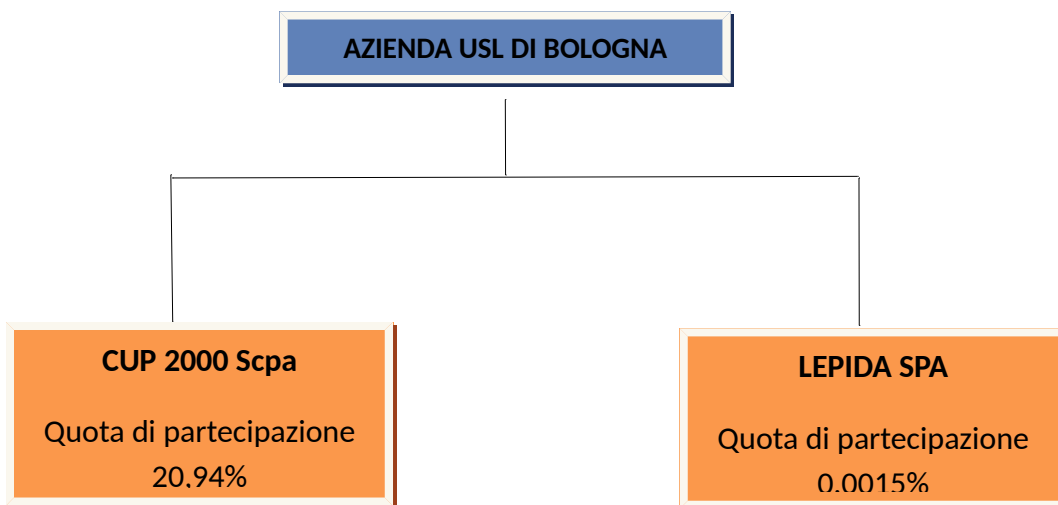 AZIENDA USL DI BOLOGNA
CUP 2000 Scpa
Quota di partecipazione
20,94%
LEPIDA SPA
Quota di partecipazione
0,0015%